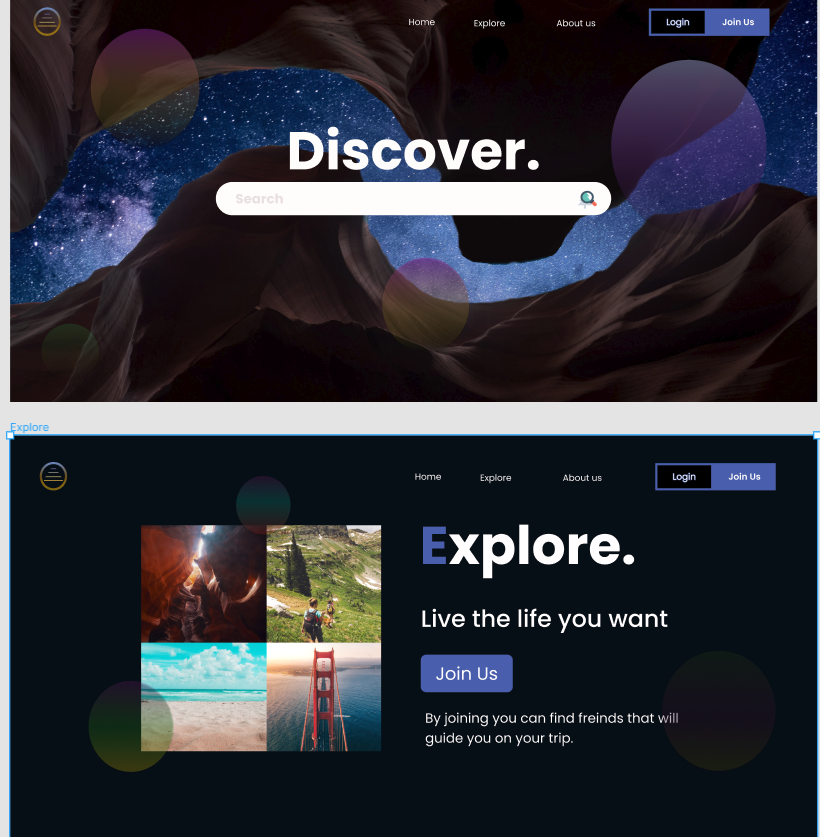 Home
Explore
About us
Login
Join Us
Discover.
Search
Explore
Home
Explore
About us
Login
Join Us
Explore.
Live the life you want
Join Us
By joining you can find freinds that will
guide you on your trip.